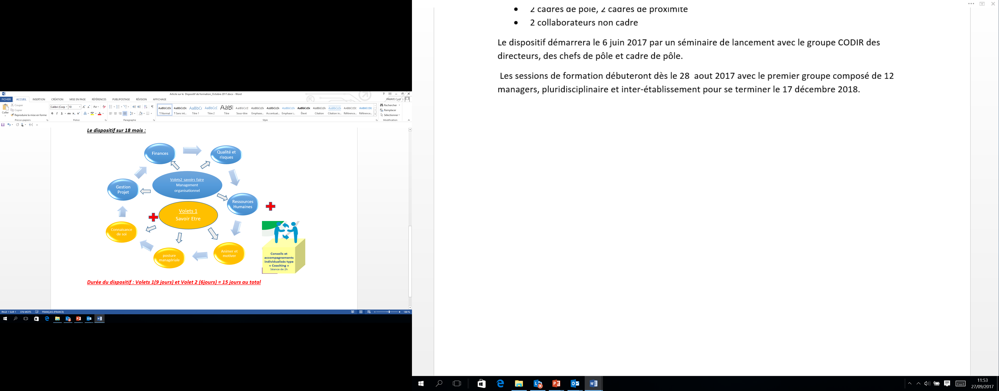 Article sur le  Dispositif de formation_Octobre 2017.docx - Word
FICHIER ACCUEIL INSERTION CRÉATION MISE EN PAGE RÉFÉRENCES PUBLIPOSTAGE RÉVISION AFFICHAGE
PAVAYE Cyril
Coller
Couper
Copier
Reproduire la mise en forme
Presse-papiers
Calibri (Corp 10
G I S abc x₂ x²
Police
Paragraphe
AaBbCcDc AaBbCcDc AaBbC( AaBbCcE AaBl AaBbCcC AaBbCcDc AaBbCcDc AaBbCcDc AaBbCcDc AaBbCcDc AaBbCcDc AABBCCDC AABBCCDC
¶ Normal ¶ Sans int... Titre 1 Titre 2 Titre Sous-titre Emphase... Accentuat... Emphase i... Élevé Citation Citation in... Référence... Référence...
Style
Rechercher
Remplacer
Sélectionner
Modification
Le dispositif sur 18 mois :
Finances
Qualité et
risques
Volets2 savoirs faire
Management
organisationnel
Gestion
Projet
Ressources
Humaines
Volets 1
Savoir Etre
Connaisance
de soi
posture
managériale
Animer et
motiver
Conseils et
accompagnements
individualisés type
« Coaching »
Séance de 2h
Durée du dispositif : Volets 1(9 jours) et Volet 2 (6jours) = 15 jours au total
PAGE 1 SUR 1 376 MOTS FRANÇAIS (FRANCE) 180 %
• 2 cadres de pôle, 2 cadres de proximité
• 2 collaborateurs non cadre
Le dispositif démarrera le 6 juin 2017 par un séminaire de lancement avec le groupe CODIR des
directeurs, des chefs de pôle et cadre de pôle.
Les sessions de formation débuteront dès le 28  aout 2017 avec le premier groupe composé de 12
managers, pluridisciplinaire et inter-établissement pour se terminer le 17 décembre 2018.
11:53
27/09/2017